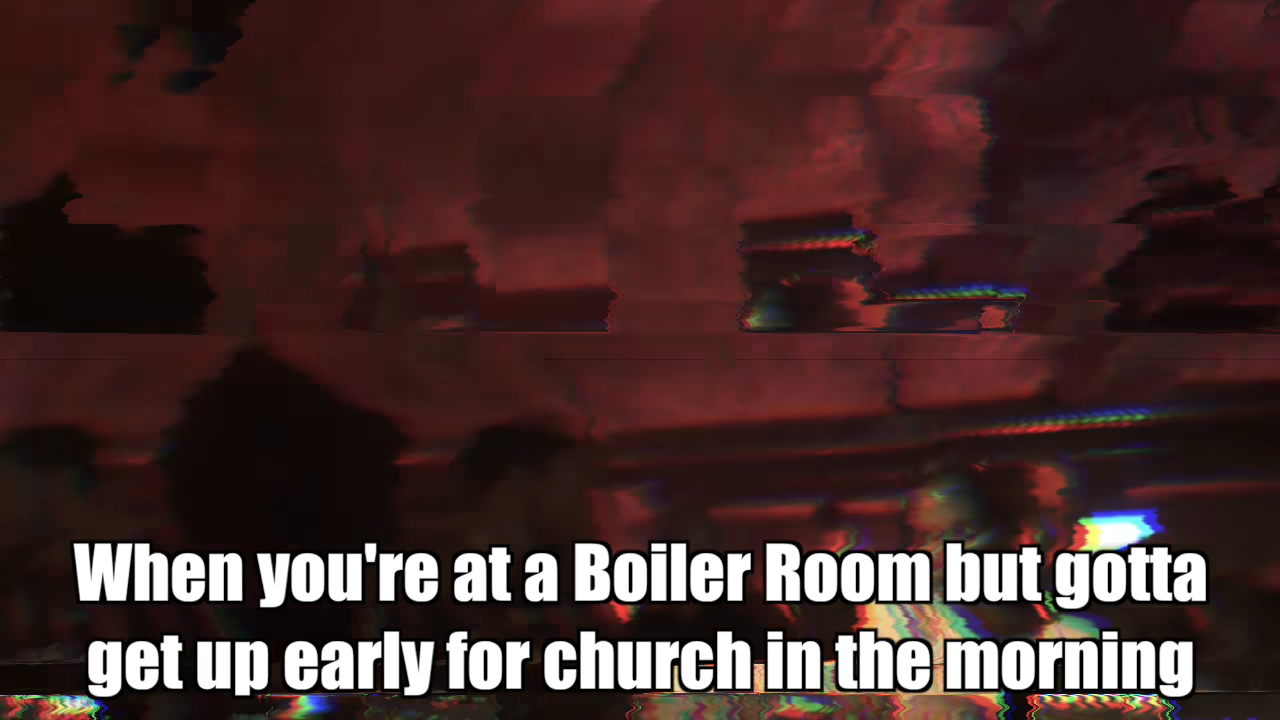 When you're at a Boiler Room but gotta
get up early for church in the morning